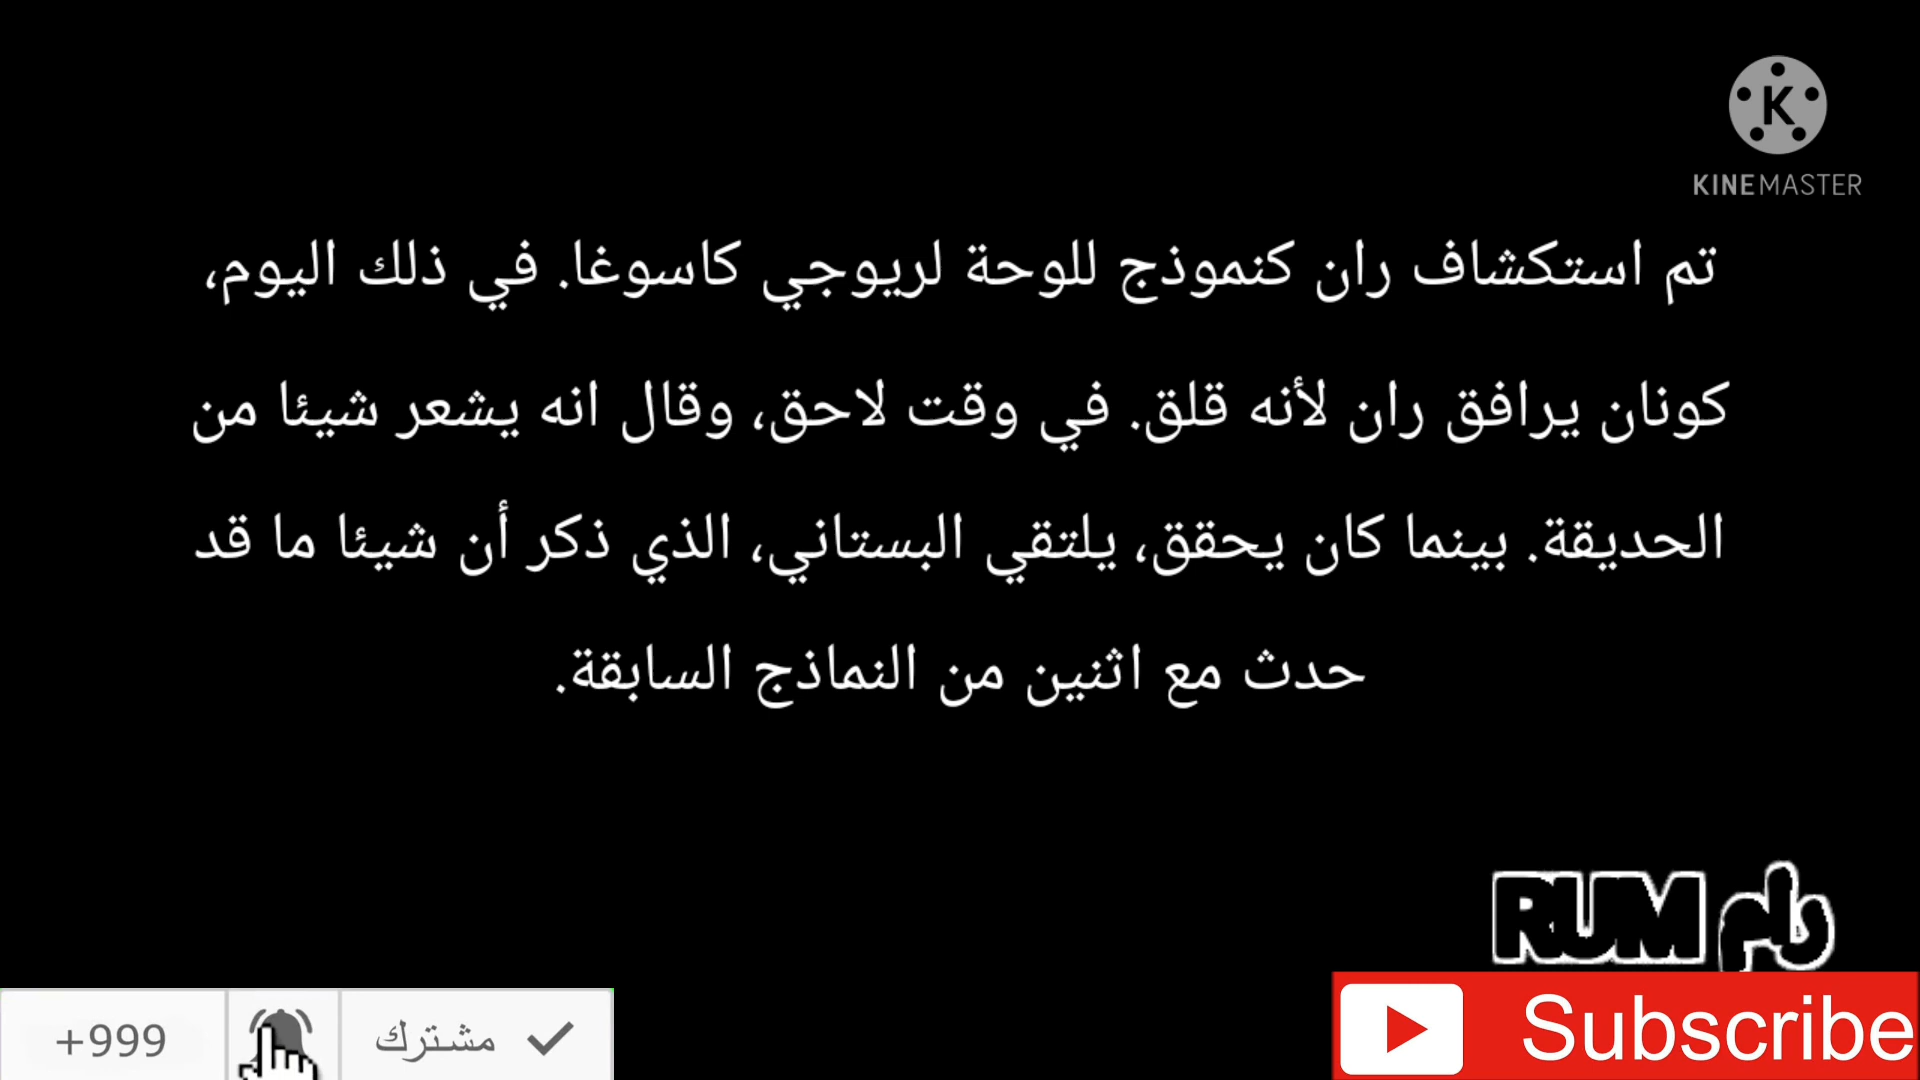 K
KINEMASTER
تم استكشاف ران كنموذج للوحة لريوجي كاسوغا. في ذلك اليوم،
كونان يرافق ران لأنه قلق. في وقت لاحق، وقال انه يشعر شيئا من
الحديقة. بينما كان يحقق، يلتقي البستاني، الذي ذكر أن شيئا ما قد
حدث مع اثنين من النماذج السابقة.
RUM رام
+999 مشترك
Subscribe